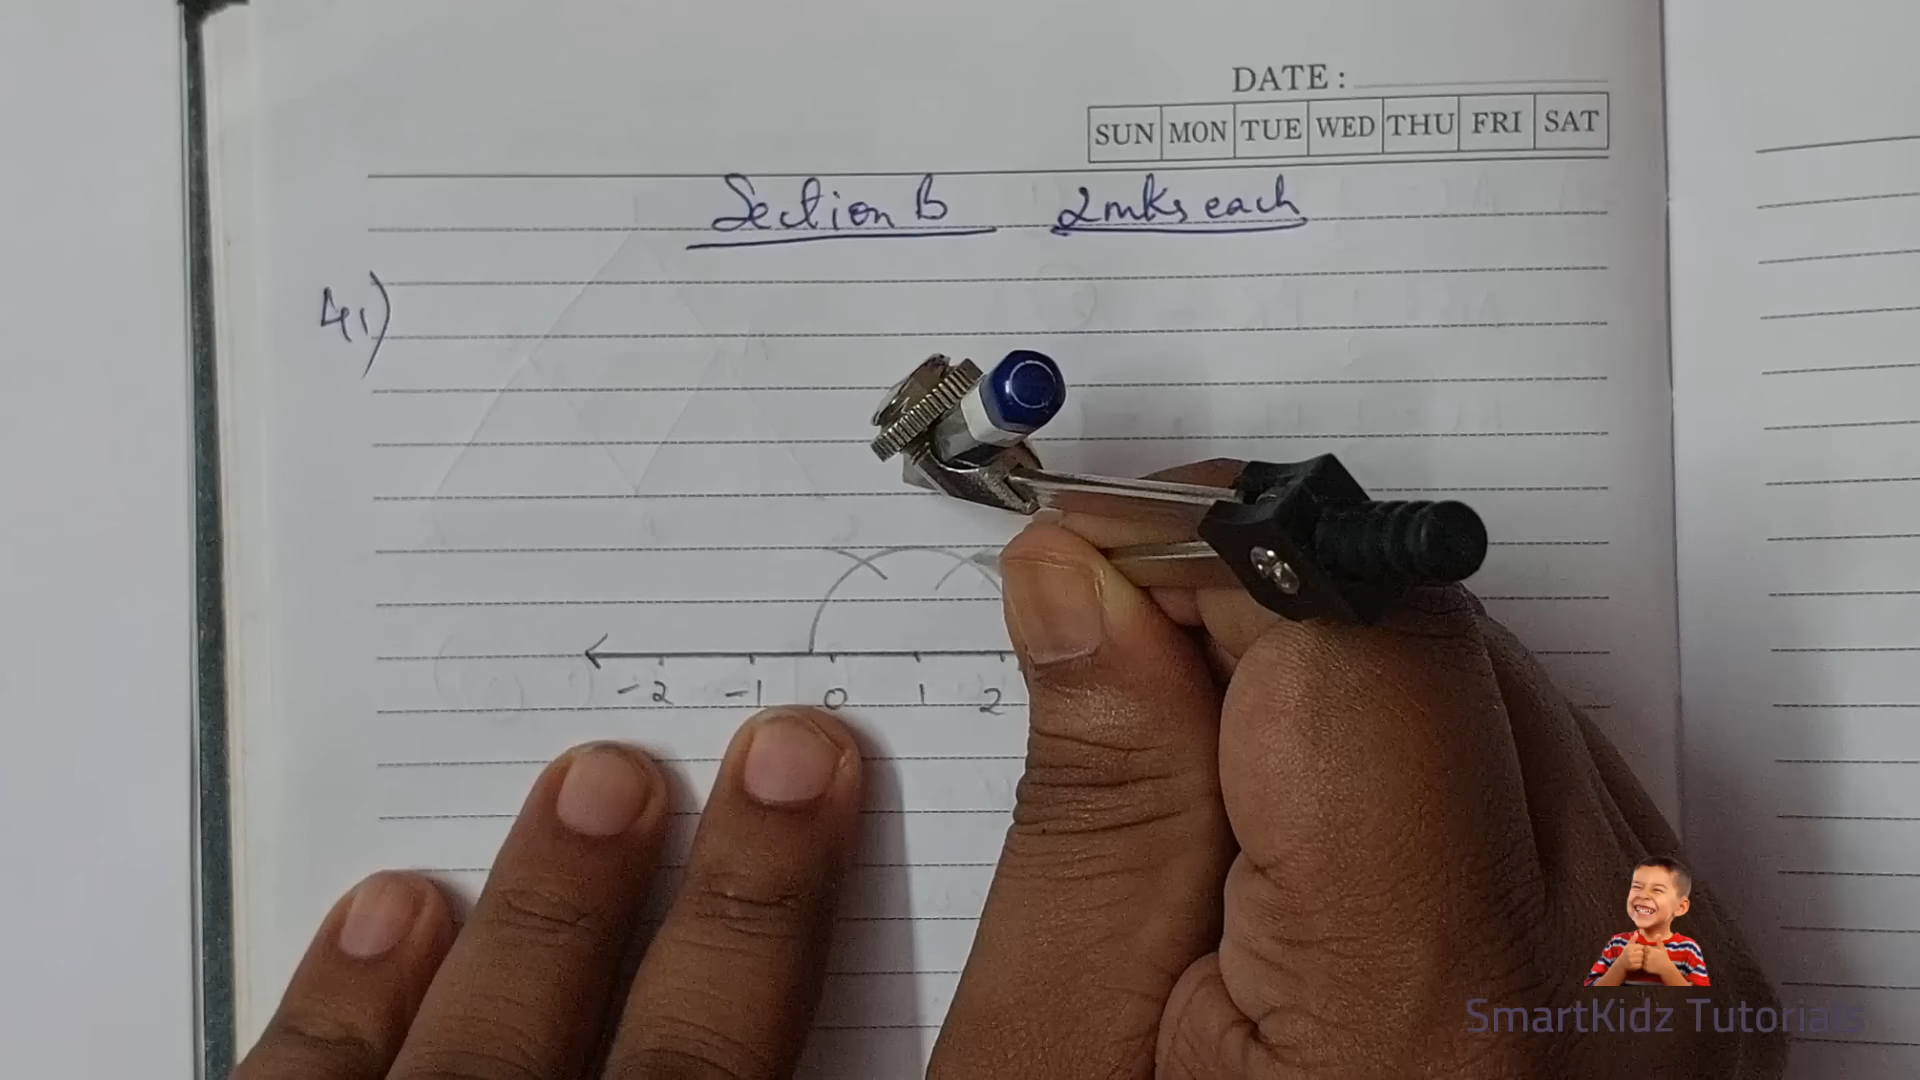 DATE :
SUN MON TUE WED THU FRI SAT
Section B 2mks each
41)
-2 -1 0 1 2
SmartKidz Tutorials